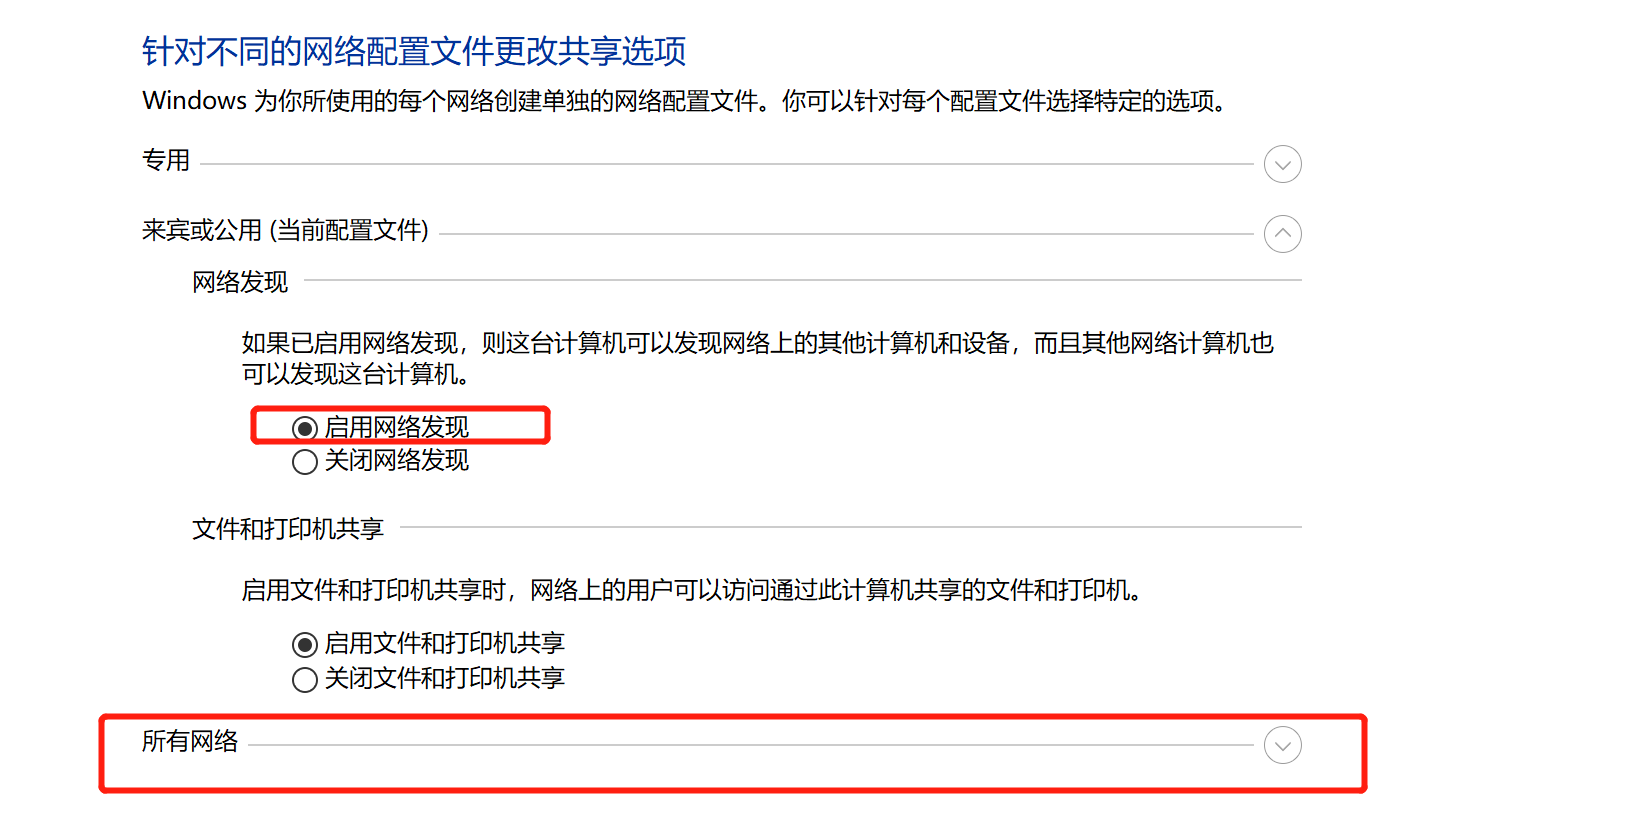 针对不同的网络配置文件更改共享选项
Windows 为你所使用的每个网络创建单独的网络配置文件。你可以针对每个配置文件选择特定的选项。
专用
来宾或公用 (当前配置文件)
网络发现
如果已启用网络发现，则这台计算机可以发现网络上的其他计算机和设备，而且其他网络计算机也
可以发现这台计算机。
启用网络发现
关闭网络发现
文件和打印机共享
启用文件和打印机共享时，网络上的用户可以访问通过此计算机共享的文件和打印机。
启用文件和打印机共享
关闭文件和打印机共享
所有网络